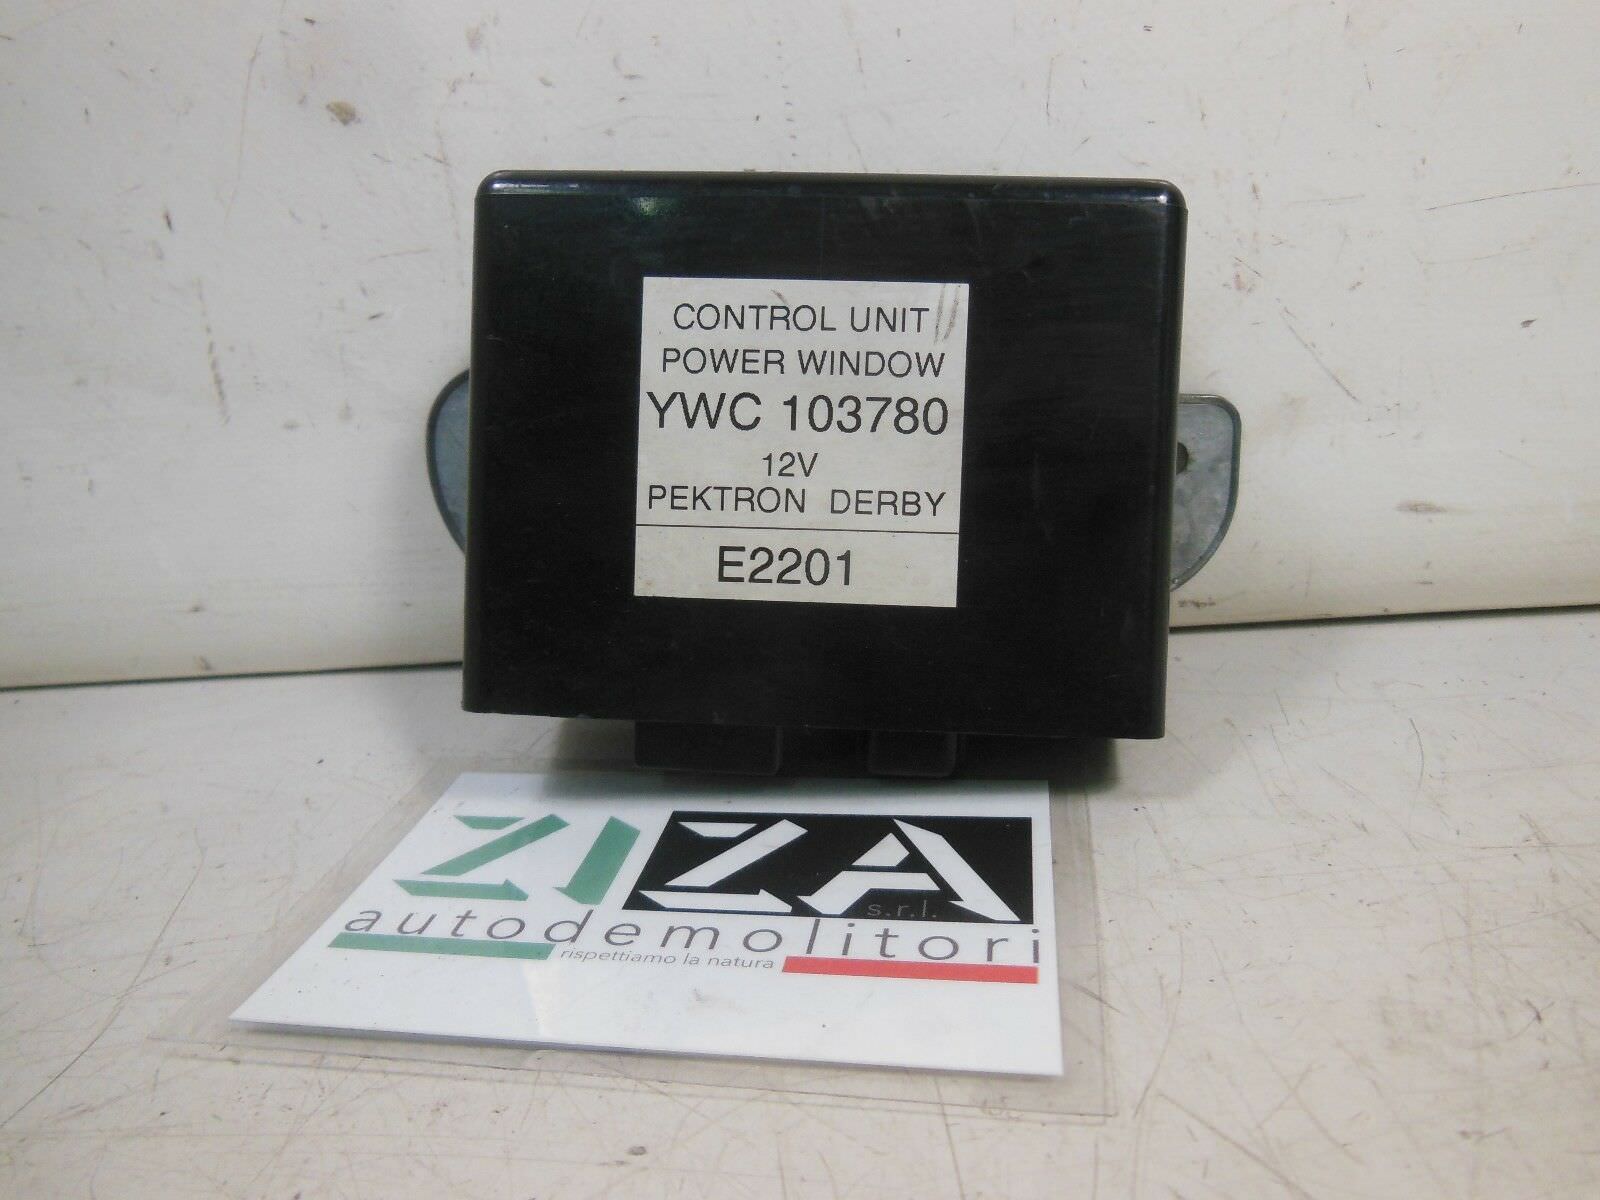 CONTROL UNIT
POWER WINDOW
YWC 103780
12V
PEKTRON DERBY
E2201
ZIZA
s.r.l.
autodemolitori
rispettiamo la natura